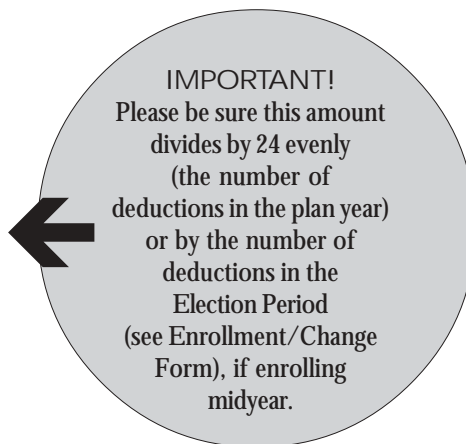 IMPORTANT!
Please be sure this amount
divides by 24 evenly
(the number of
deductions in the plan year)
or by the number of
deductions in the
Election Period
(see Enrollment/Change
Form), if enrolling
midyear.